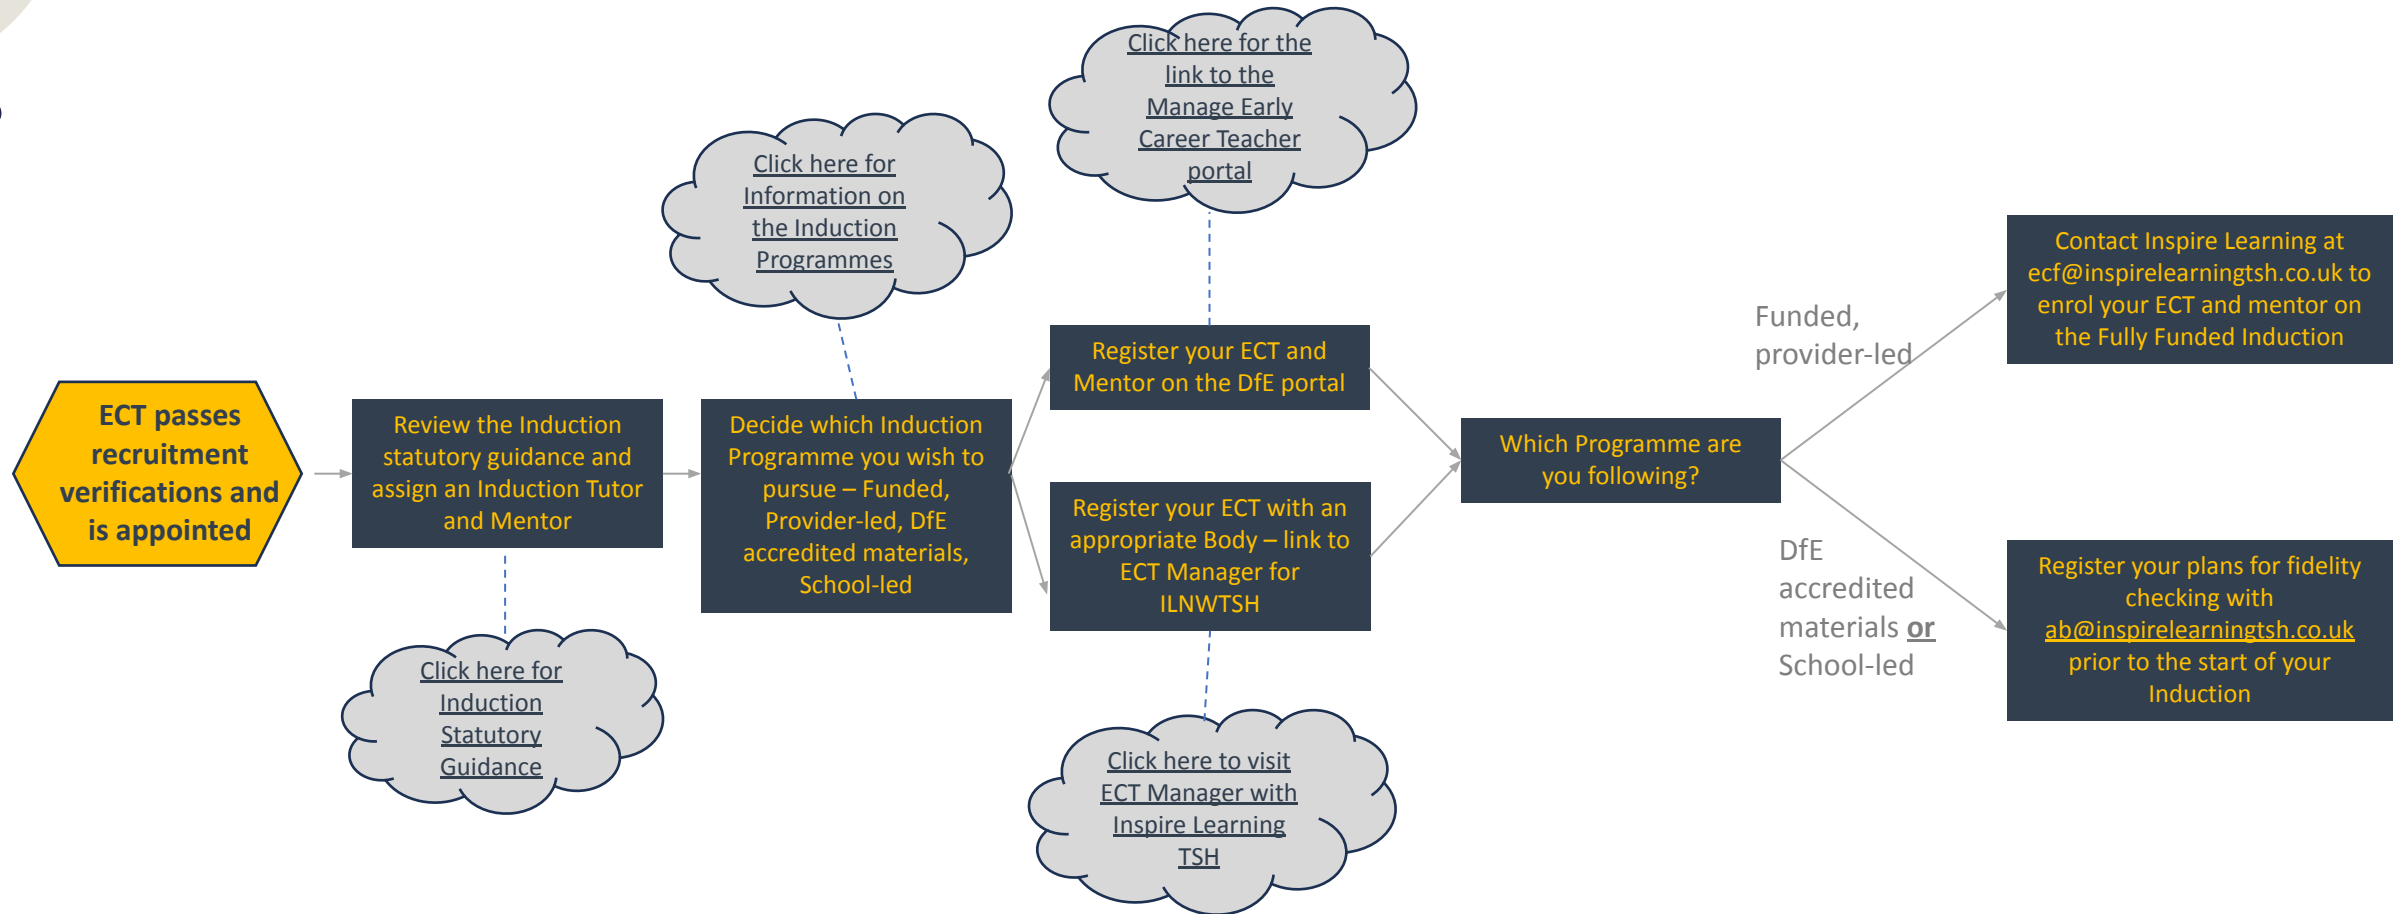 ECT passes
recruitment
verifications and
is appointed
Review the Induction
statutory guidance and
assign an Induction Tutor
and Mentor
Click here for
Induction
Statutory
Guidance
Click here for
Information on
the Induction
Programmes
Decide which Induction
Programme you wish to
pursue – Funded,
Provider-led, DfE
accredited materials,
School-led
Click here for the
link to the
Manage Early
Career Teacher
portal
Register your ECT and
Mentor on the DfE portal
Register your ECT with an
appropriate Body – link to
ECT Manager for
ILNWTSH
Click here to visit
ECT Manager with
Inspire Learning
TSH
Which Programme are
you following?
Funded,
provider-led
Contact Inspire Learning at
ecf@inspirelearningtsh.co.uk to
enrol your ECT and mentor on
the Fully Funded Induction
DfE
accredited
materials or
School-led
Register your plans for fidelity
checking with
ab@inspirelearningtsh.co.uk
prior to the start of your
Induction